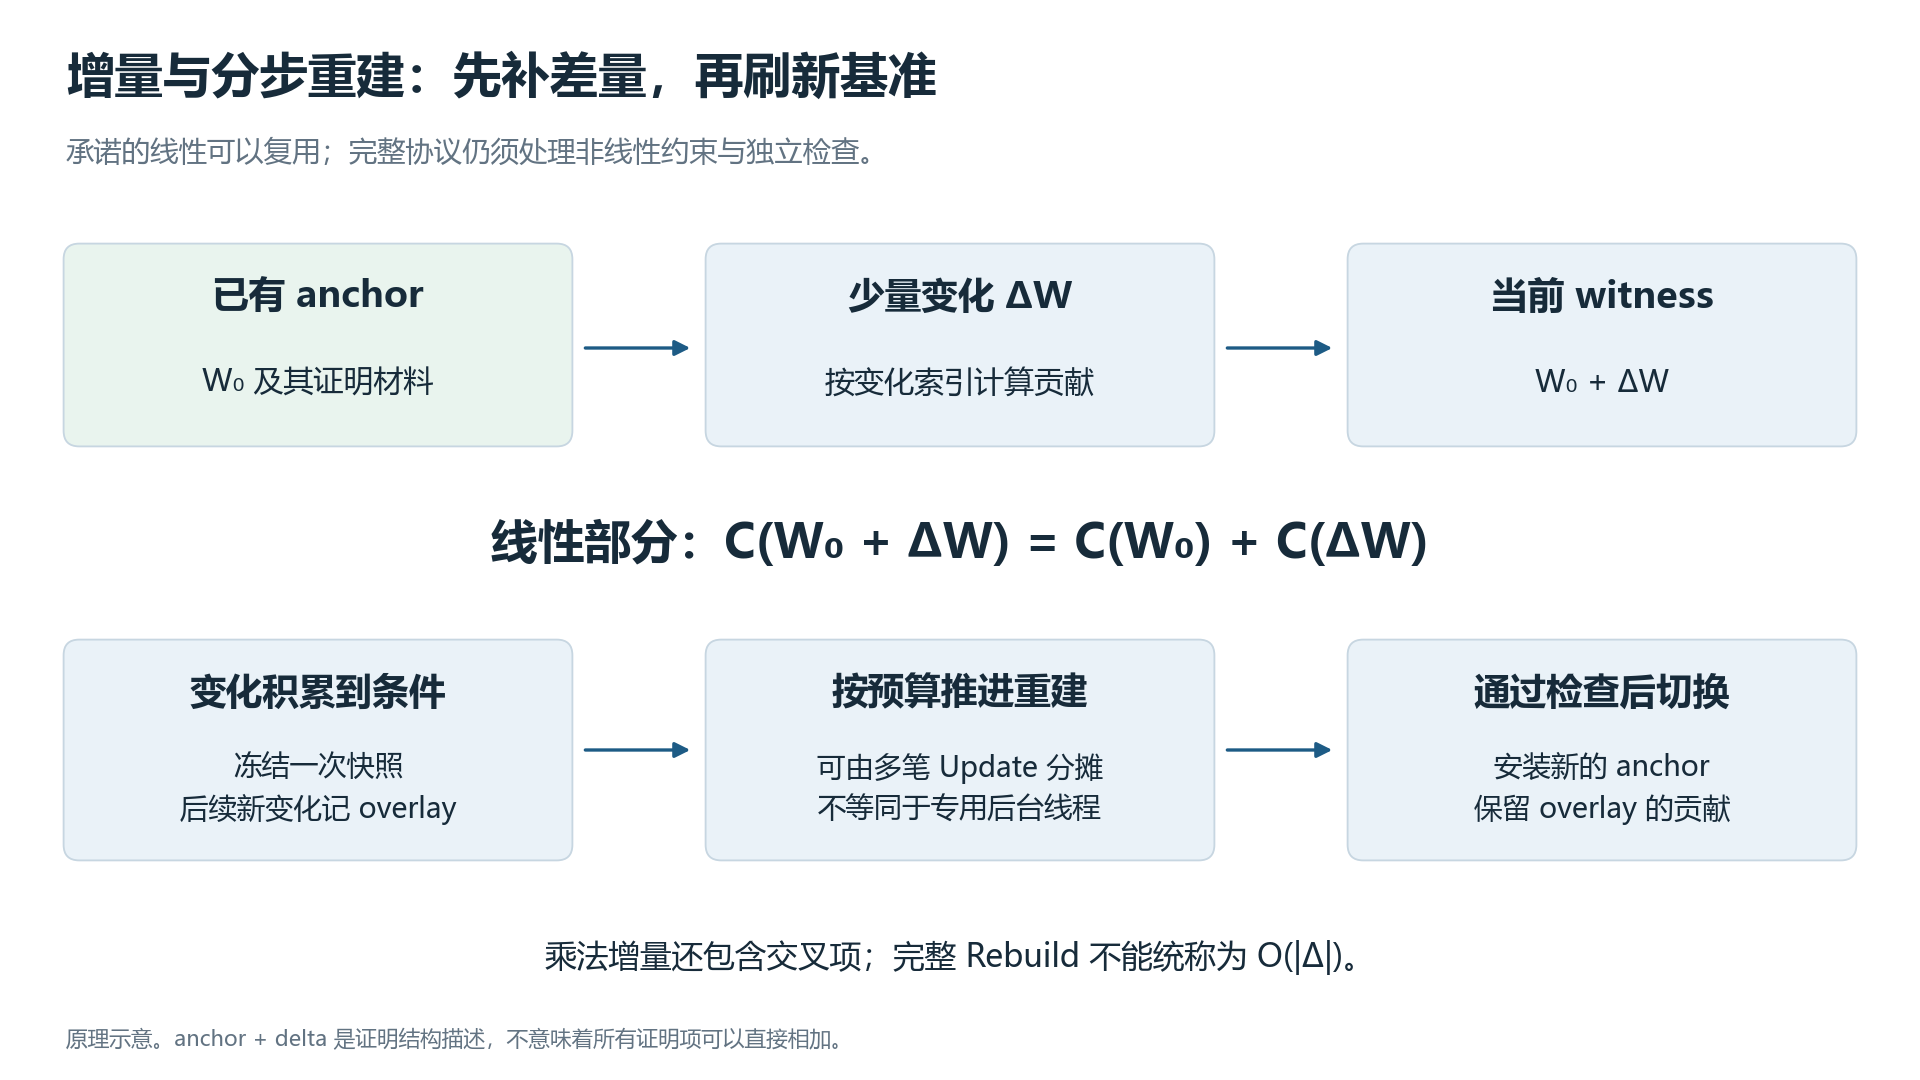 增量与分步重建：先补差量，再刷新基准
承诺的线性可以复用；完整协议仍须处理非线性约束与独立检查。
已有 anchor
W₀ 及其证明材料
少量变化 ΔW
按变化索引计算贡献
当前 witness
W₀ + ΔW
线性部分：C(W₀ + ΔW) = C(W₀) + C(ΔW)
变化积累到条件
冻结一次快照
后续新变化记 overlay
按预算推进重建
可由多笔 Update 分摊
不等同于专用后台线程
通过检查后切换
安装新的 anchor
保留 overlay 的贡献
乘法增量还包含交叉项；完整 Rebuild 不能统称为 O(|Δ|)。
原理示意。anchor + delta 是证明结构描述，不意味着所有证明项可以直接相加。